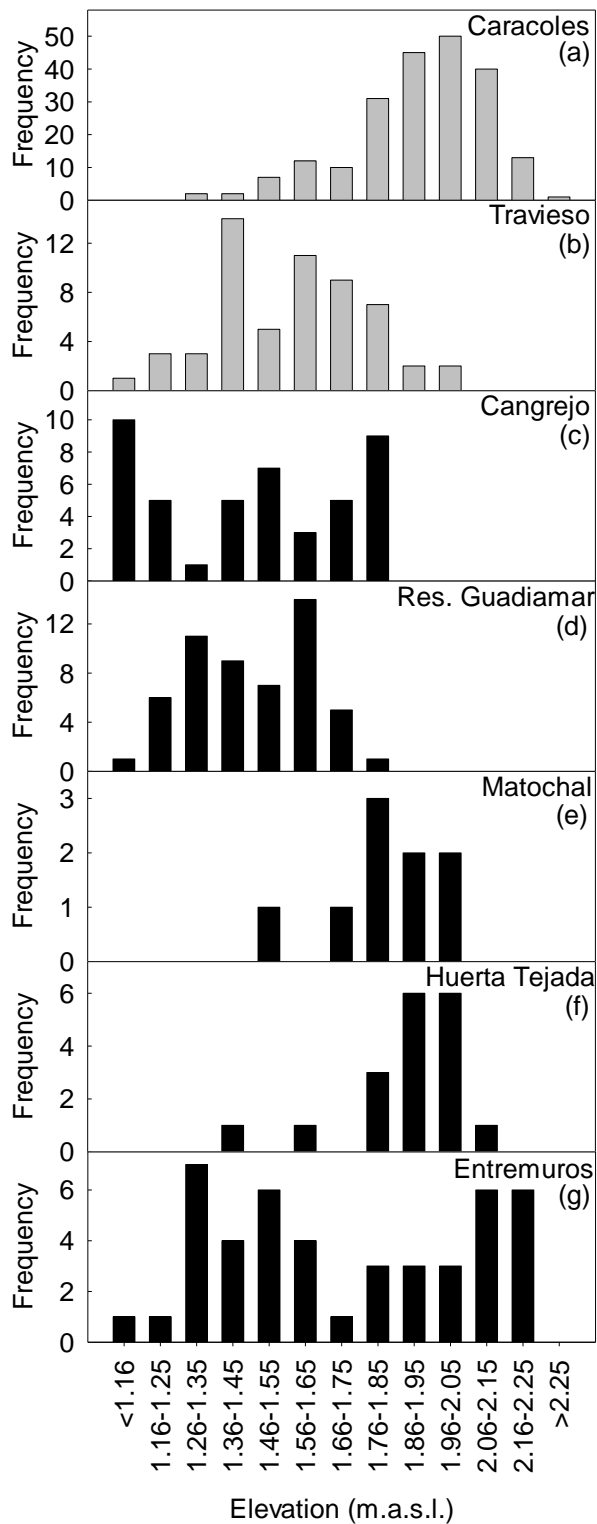 Caracoles
(a)
Frequency
50
40
30
20
10
0
Travieso
(b)
Frequency
12
8
4
0
Cangrejo
(c)
Frequency
10
8
6
4
2
0
Res. Guadiamar
(d)
Frequency
12
8
4
0
Matochal
(e)
Frequency
3
2
1
0
Huerta Tejada
(f)
Frequency
6
4
2
0
Entremuros
(g)
Frequency
6
4
2
0
<1.16
1.16-1.25
1.26-1.35
1.36-1.45
1.46-1.55
1.56-1.65
1.66-1.75
1.76-1.85
1.86-1.95
1.96-2.05
2.06-2.15
2.16-2.25
>2.25
Elevation (m.a.s.l.)